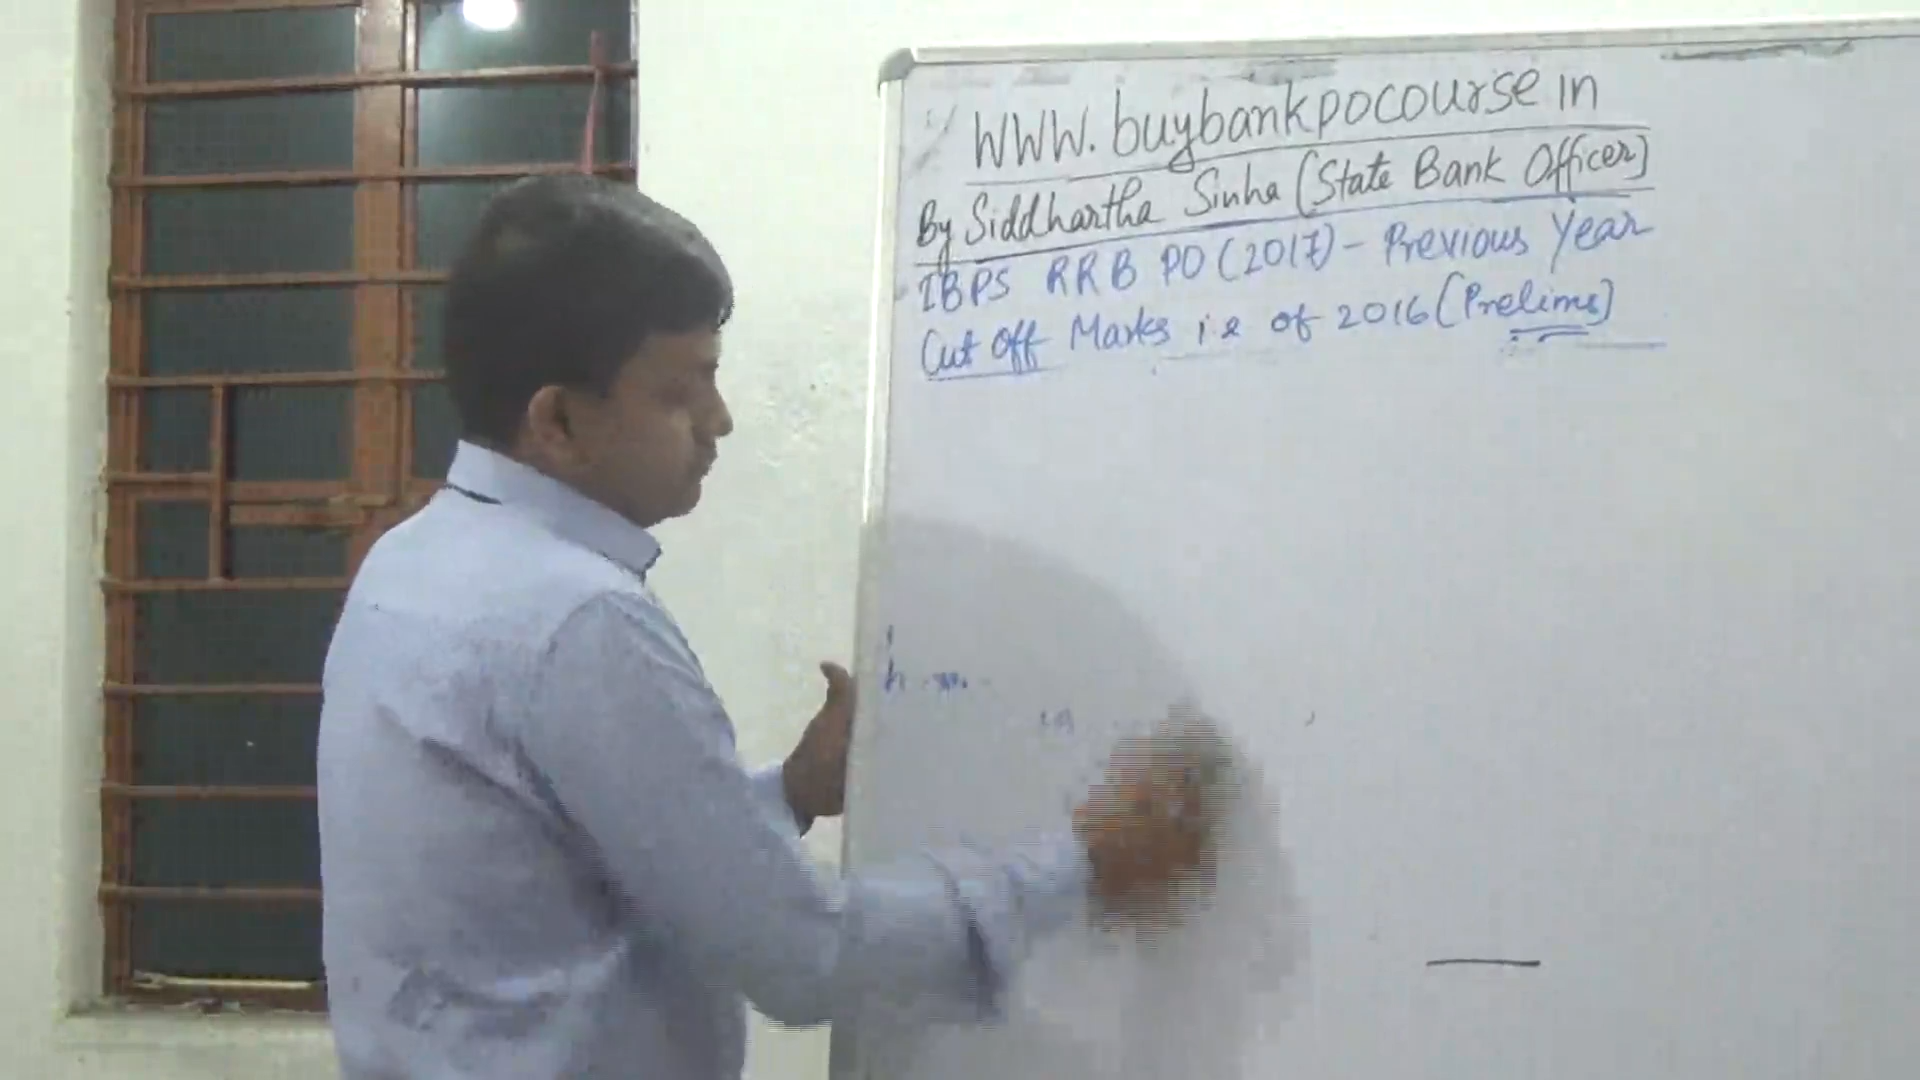 WWW.buybankpocourse in
By Siddhartha Sinha (State Bank Officer)
IBPS RRB PO (2017) - Previous Year
Cut Off Marks i.e of 2016 (Prelims)